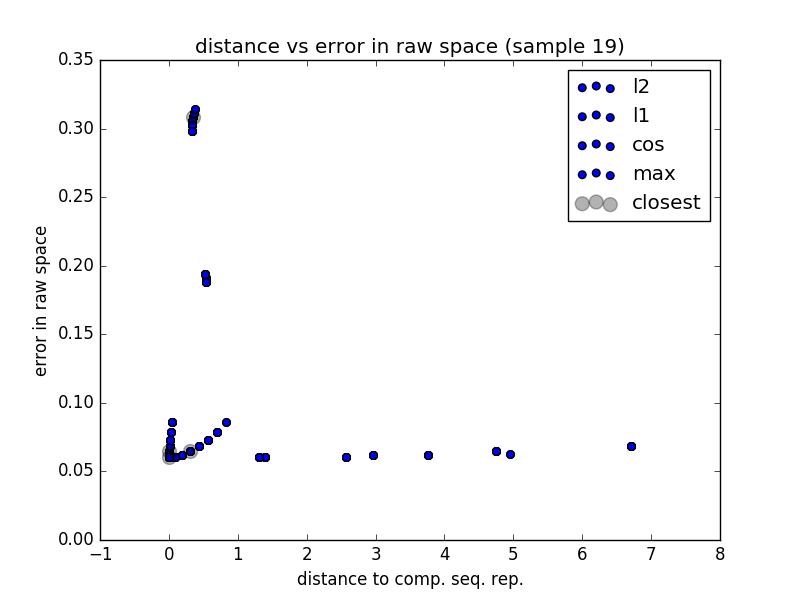 distance vs error in raw space (sample 19)
0.35
0.30
0.25
0.20
0.15
0.10
0.05
0.00
error in raw space
l2
l1
cos
max
closest
−1 0 1 2 3 4 5 6 7 8
distance to comp. seq. rep.